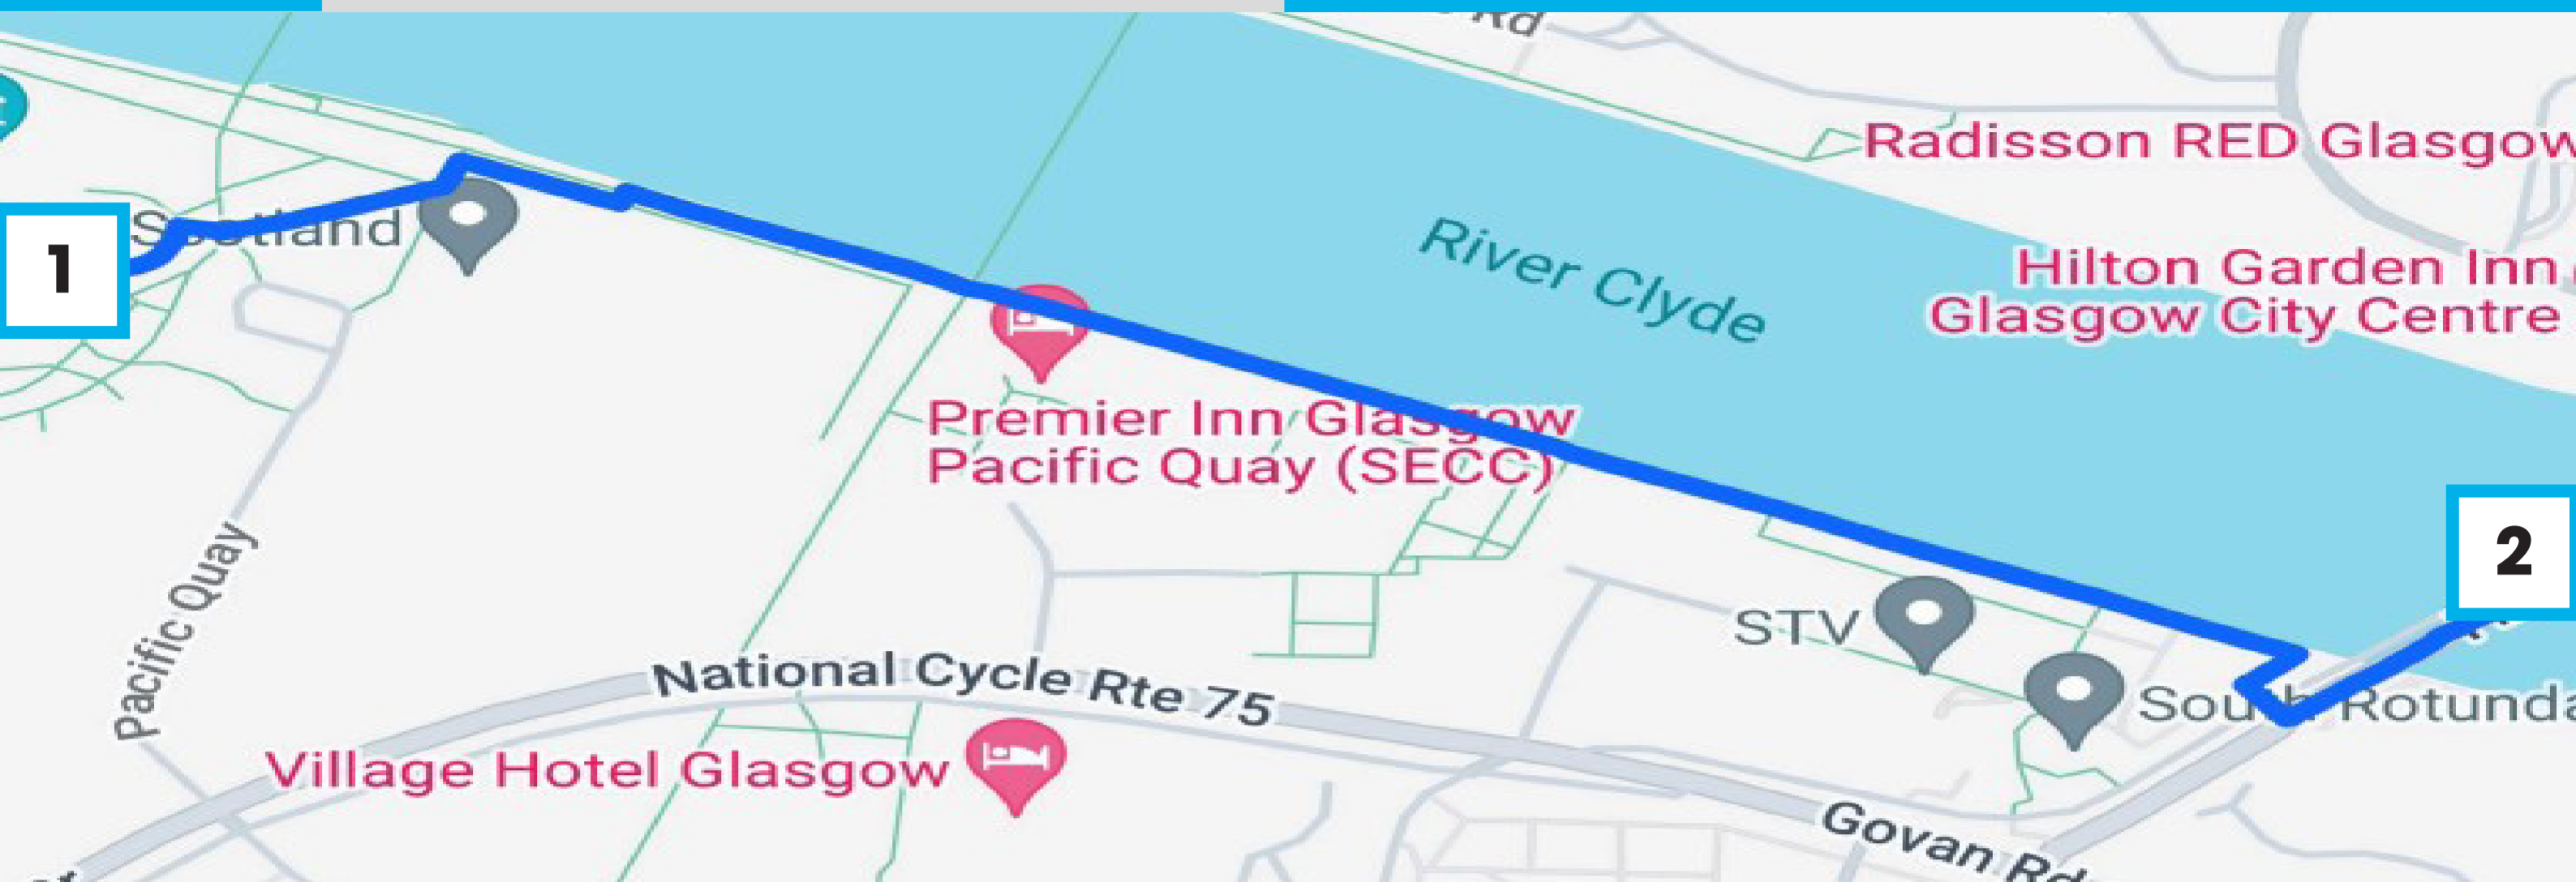 Rd
Radisson RED Glasgow
1
Scotland
River Clyde
Hilton Garden Inn
Glasgow City Centre
Premier Inn Glasgow
Pacific Quay (SECC)
2
Pacific Quay
STV
National Cycle Rte 75
South Rotunda
Village Hotel Glasgow
Govan Rd